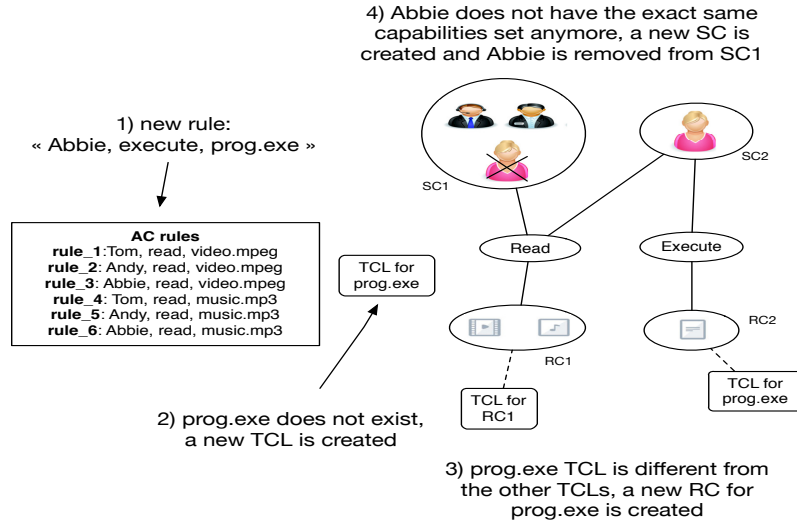 4) Abbie does not have the exact same
capabilities set anymore, a new SC is
created and Abbie is removed from SC1
1) new rule:
« Abbie, execute, prog.exe »
SC1
SC2
AC rules
rule_1:Tom, read, video.mpeg
rule_2: Andy, read, video.mpeg
rule_3: Abbie, read, video.mpeg
rule_4: Tom, read, music.mp3
rule_5: Andy, read, music.mp3
rule_6: Abbie, read, music.mp3
TCL for
prog.exe
Read
Execute
RC1
RC2
TCL for
RC1
TCL for
prog.exe
2) prog.exe does not exist,
a new TCL is created
3) prog.exe TCL is different from
the other TCLs, a new RC for
prog.exe is created